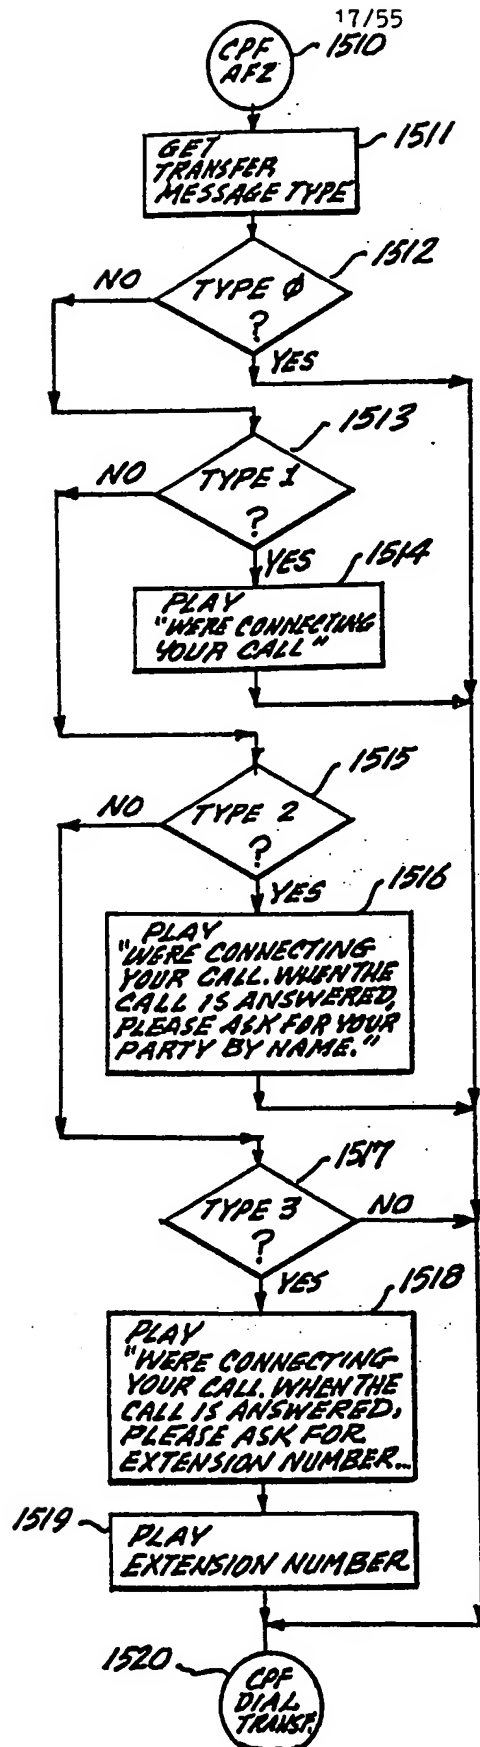 17/55
CPF
AF2
1510
GET
TRANSFER
MESSAGE TYPE
1511
TYPE Ø
?
1512
NO
YES
TYPE 1
?
1513
NO
YES
PLAY
"WERE CONNECTING
YOUR CALL"
1514
TYPE 2
?
1515
NO
YES
PLAY
"WERE CONNECTING
YOUR CALL. WHEN THE
CALL IS ANSWERED,
PLEASE ASK FOR YOUR
PARTY BY NAME."
1516
TYPE 3
?
1517
NO
YES
PLAY
"WERE CONNECTING
YOUR CALL. WHEN THE
CALL IS ANSWERED,
PLEASE ASK FOR
EXTENSION NUMBER...
1518
1519
PLAY
EXTENSION NUMBER
1520
CPF
DIAL
TRANSF.